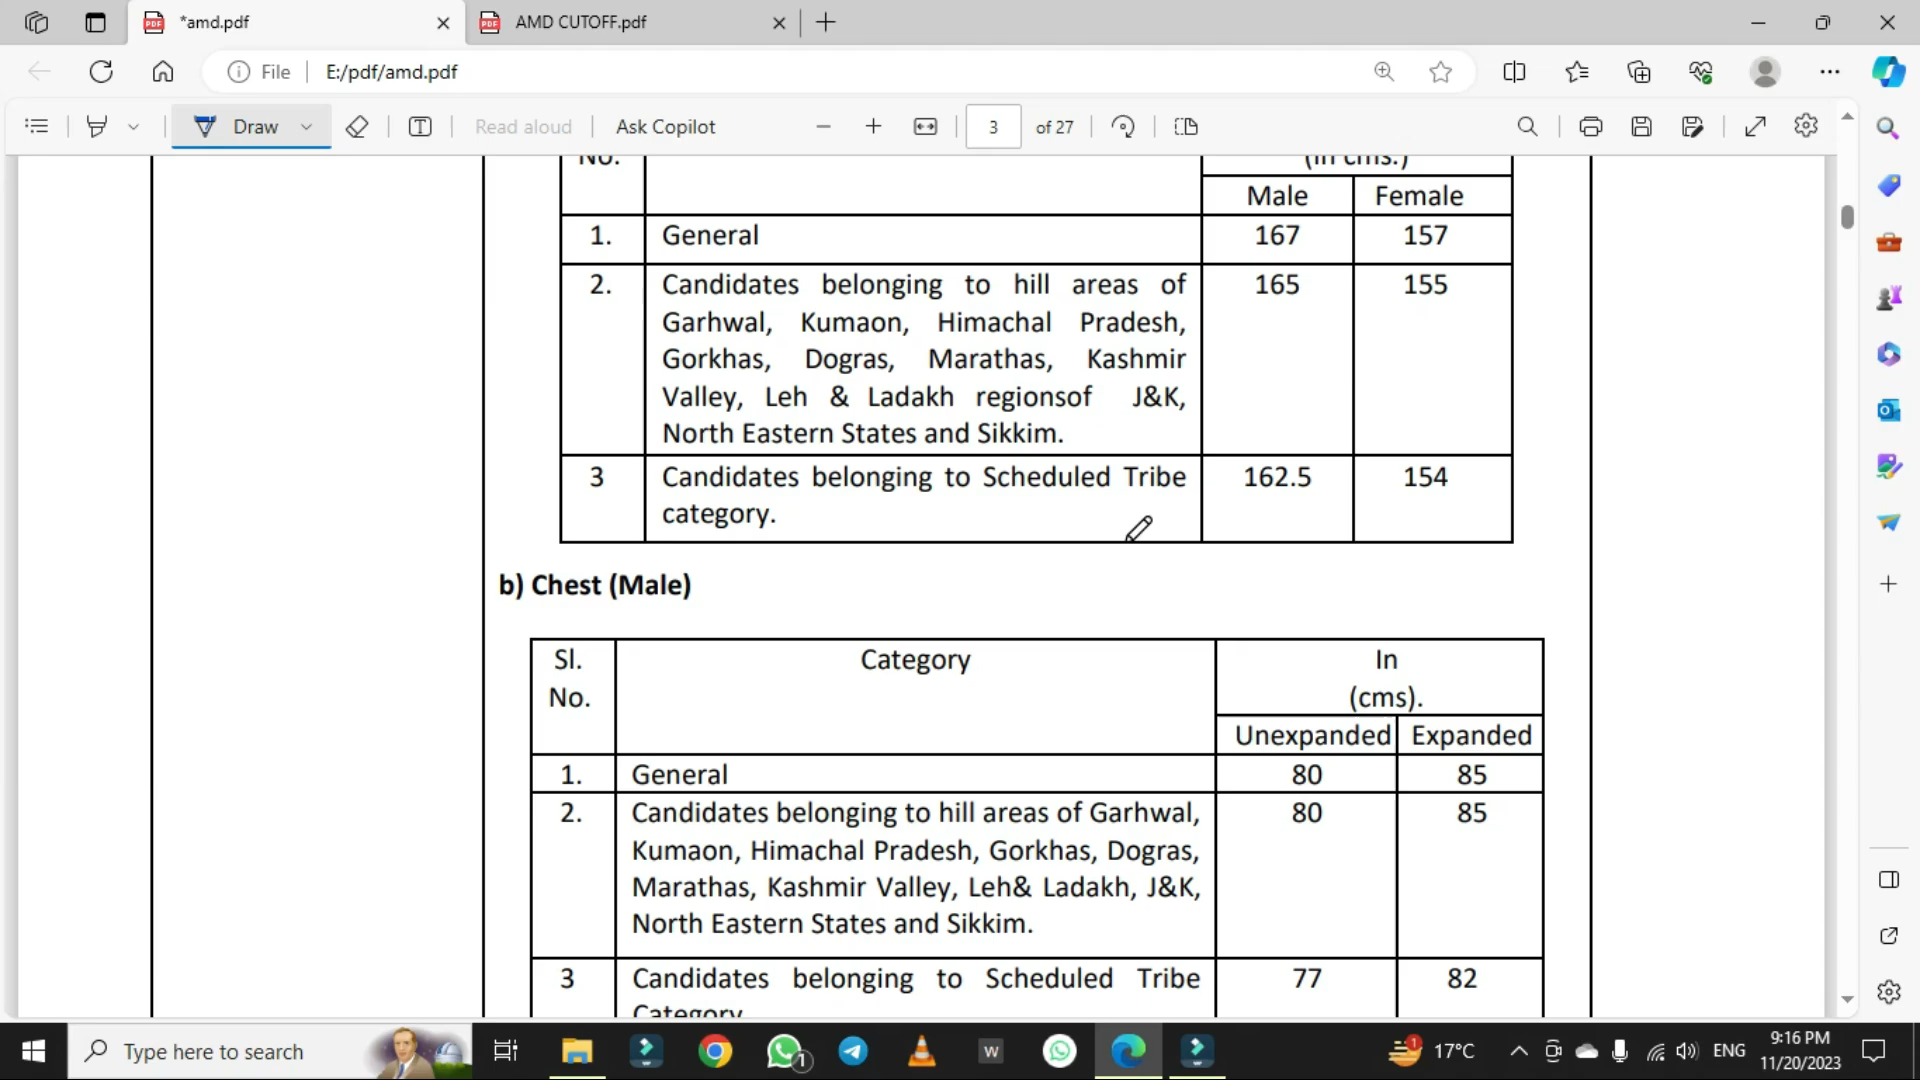 *amd.pdf
AMD CUTOFF.pdf
File
E:/pdf/amd.pdf
Draw
Read aloud
Ask Copilot
3
of 27
No.
(in cms.)
Male
Female
1.
General
167
157
2.
Candidates belonging to hill areas of
165
155
Garhwal, Kumaon, Himachal Pradesh,
Gorkhas, Dogras, Marathas, Kashmir
Valley, Leh & Ladakh regionsof J&K,
North Eastern States and Sikkim.
3
Candidates belonging to Scheduled Tribe
162.5
154
category.
b) Chest (Male)
Sl.
Category
In
No.
(cms).
Unexpanded
Expanded
1.
General
80
85
2.
Candidates belonging to hill areas of Garhwal,
80
85
Kumaon, Himachal Pradesh, Gorkhas, Dogras,
Marathas, Kashmir Valley, Leh& Ladakh, J&K,
North Eastern States and Sikkim.
3
Candidates belonging to Scheduled Tribe
77
82
Category
Type here to search
1
W
1
17°C
ENG
9:16 PM
11/20/2023